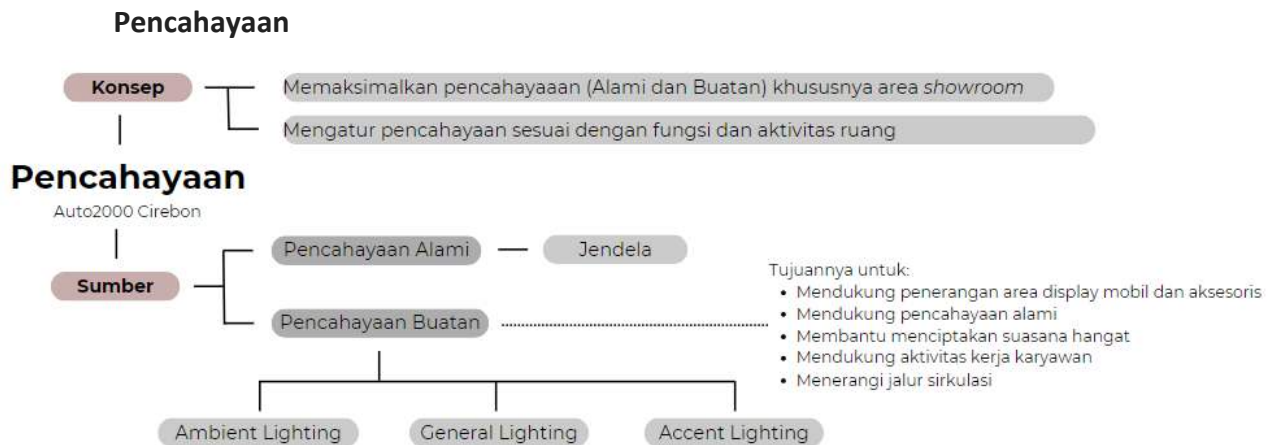 Pencahayaan
Konsep
Memaksimalkan pencahayaaan (Alami dan Buatan) khususnya area showroom
Mengatur pencahayaan sesuai dengan fungsi dan aktivitas ruang
Pencahayaan
Auto2000 Cirebon
Sumber
Pencahayaan Alami
Jendela
Pencahayaan Buatan
Tujuannya untuk:
• Mendukung penerangan area display mobil dan aksesoris
• Mendukung pencahayaan alami
• Membantu menciptakan suasana hangat
• Mendukung aktivitas kerja karyawan
• Menerangi jalur sirkulasi
Ambient Lighting
General Lighting
Accent Lighting